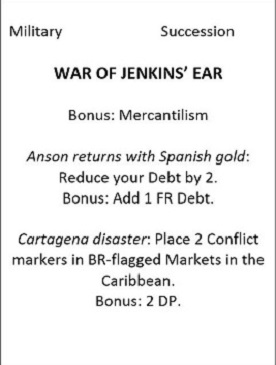 Military Succession
WAR OF JENKINS’ EAR
Bonus: Mercantilism
Anson returns with Spanish gold:
Reduce your Debt by 2.
Bonus: Add 1 FR Debt.
Cartagena disaster: Place 2 Conflict
markers in BR-flagged Markets in the
Caribbean.
Bonus: 2 DP.